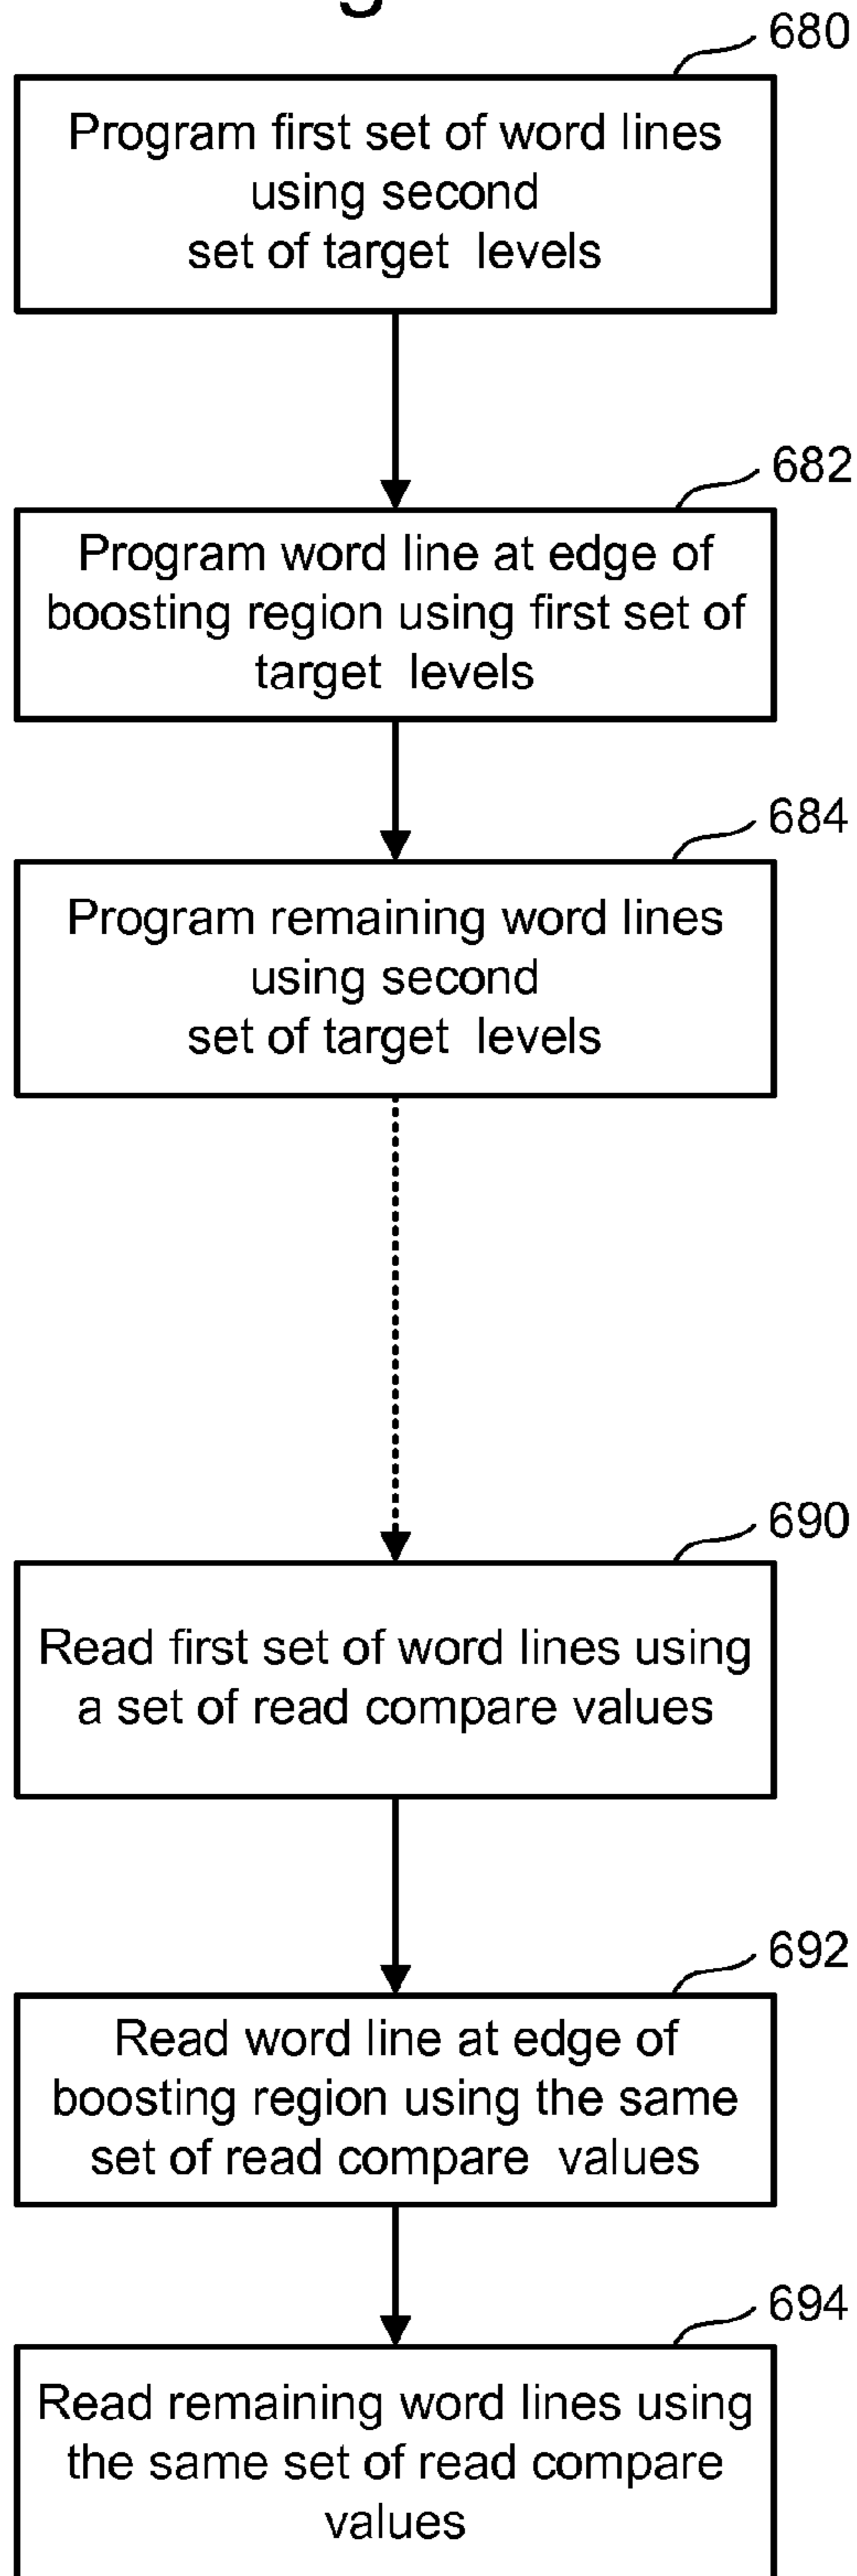 680
Program first set of word lines
using second
set of target levels
682
Program word line at edge of
boosting region using first set of
target levels
684
Program remaining word lines
using second
set of target levels
690
Read first set of word lines using
a set of read compare values
692
Read word line at edge of
boosting region using the same
set of read compare values
694
Read remaining word lines using
the same set of read compare
values